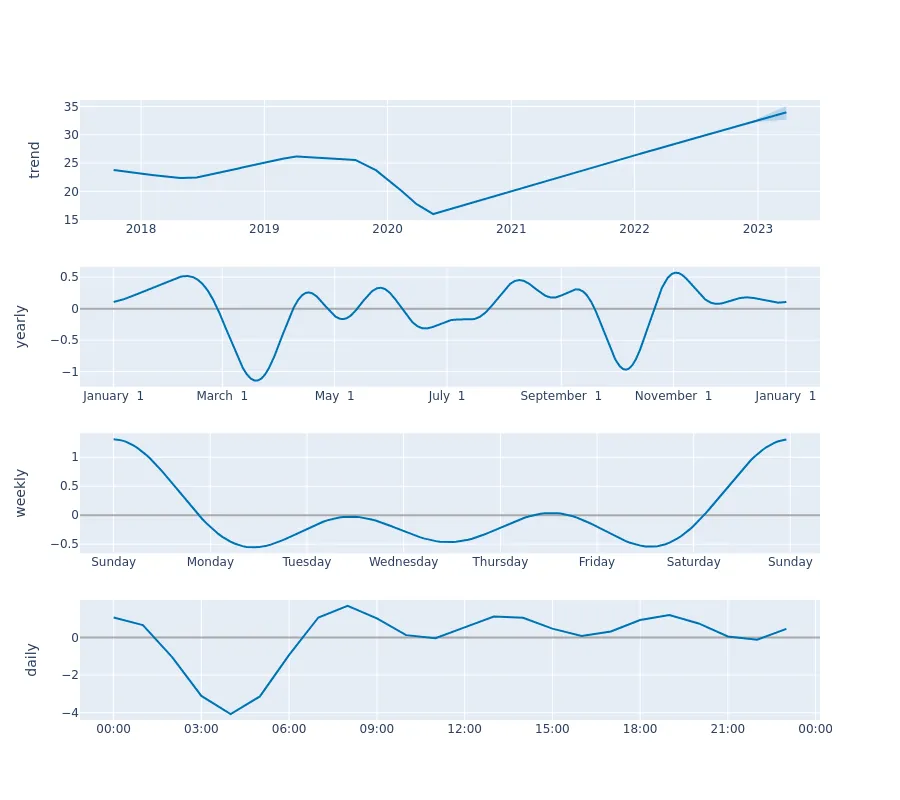 trend
35
30
25
20
15
2018 2019 2020 2021 2022 2023
yearly
0.5
0
−0.5
−1
January 1 March 1 May 1 July 1 September 1 November 1 January 1
weekly
1
0.5
0
−0.5
Sunday Monday Tuesday Wednesday Thursday Friday Saturday Sunday
daily
0
−2
−4
00:00 03:00 06:00 09:00 12:00 15:00 18:00 21:00 00:00